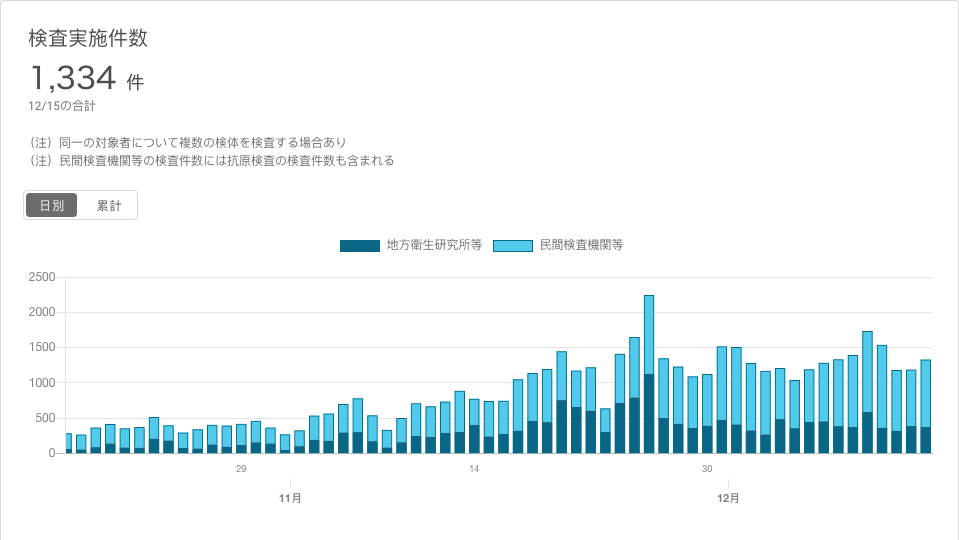 検査実施件数
1,334 件
12/15の合計
（注）同一の対象者について複数の検体を検査する場合あり
（注）民間検査機関等の検査件数には抗原検査の検査件数も含まれる
日別 累計
地方衛生研究所等 民間検査機関等
2500
2000
1500
1000
500
0
29 14 30
11月 12月